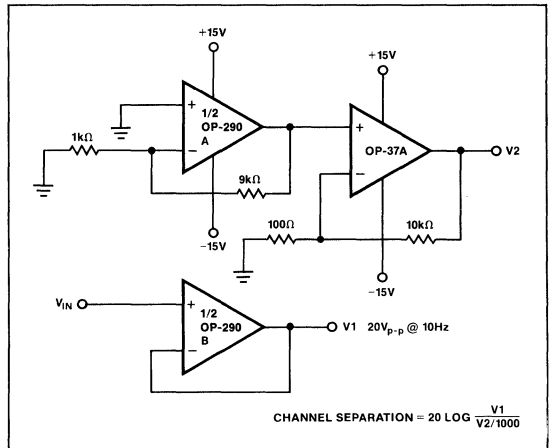 +15V
+15V
+
1/2
OP-290
A
1kΩ
−
+
OP-37A
V2
9kΩ
−
−15V
100Ω
10kΩ
−15V
VIN
+
1/2
OP-290
B
−
V1 20Vp-p @ 10Hz
CHANNEL SEPARATION = 20 LOG V1
V2/1000